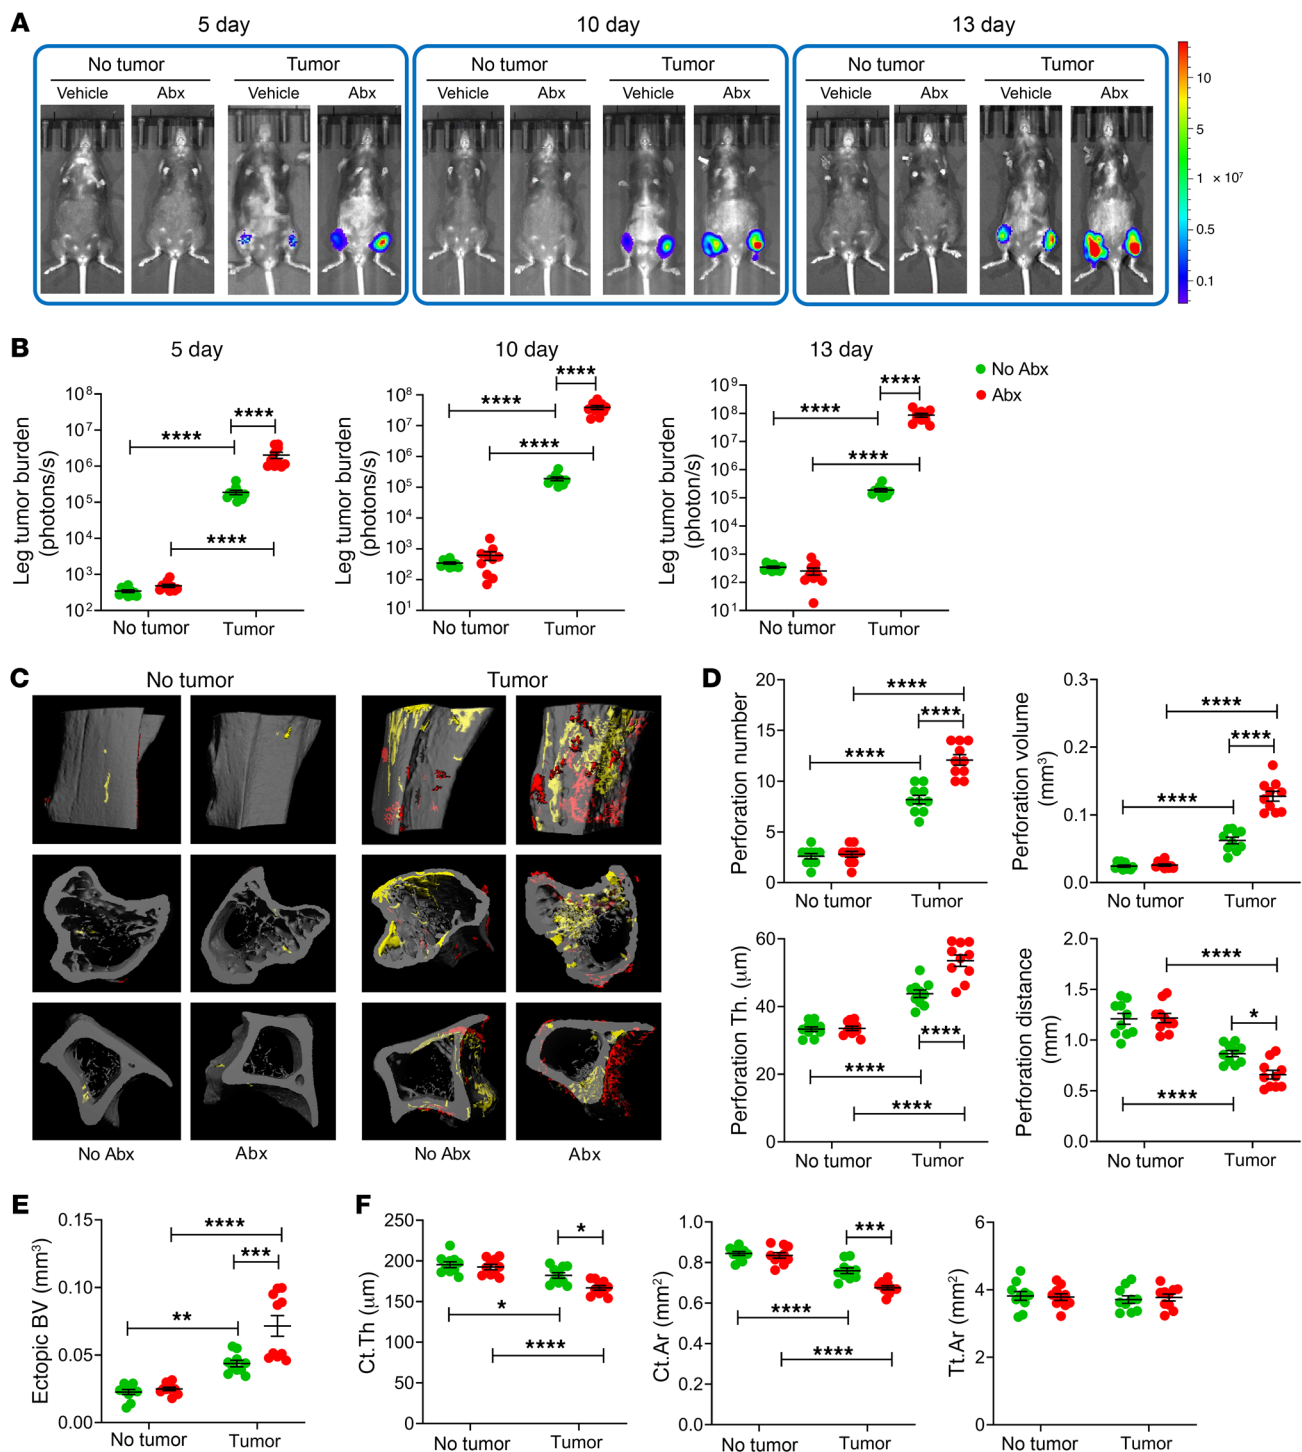 A
5 day
10 day
13 day
No tumor
Tumor
No tumor
Tumor
No tumor
Tumor
Vehicle
Abx
Vehicle
Abx
Vehicle
Abx
Vehicle
Abx
Vehicle
Abx
Vehicle
Abx
10
5
1 × 10⁷
0.5
0.1
B
5 day
Leg tumor burden
(photons/s)
10⁸
10⁷
10⁶
10⁵
10⁴
10³
10²
****
****
****
No tumor
Tumor
10 day
Leg tumor burden
(photons/s)
10⁸
10⁷
10⁶
10⁵
10⁴
10³
10²
10¹
****
****
****
No tumor
Tumor
13 day
Leg tumor burden
(photon/s)
10⁹
10⁸
10⁷
10⁶
10⁵
10⁴
10³
10²
10¹
****
****
****
No tumor
Tumor
No Abx
Abx
C
No tumor
Tumor
No Abx
Abx
No Abx
Abx
D
Perforation number
20
15
10
5
0
****
****
****
No tumor
Tumor
Perforation volume
(mm³)
0.3
0.2
0.1
0.0
****
****
****
No tumor
Tumor
Perforation Th. (μm)
60
40
20
0
****
****
****
No tumor
Tumor
Perforation distance
(mm)
2.0
1.5
1.0
0.5
0.0
****
*
****
No tumor
Tumor
E
Ectopic BV (mm³)
0.15
0.10
0.05
0.00
****
***
**
No tumor
Tumor
F
Ct.Th (μm)
250
200
150
100
50
0
*
*
****
No tumor
Tumor
Ct.Ar (mm²)
1.0
0.8
0.6
0.4
0.2
0.0
***
****
****
No tumor
Tumor
Tt.Ar (mm²)
6
4
2
0
No tumor
Tumor